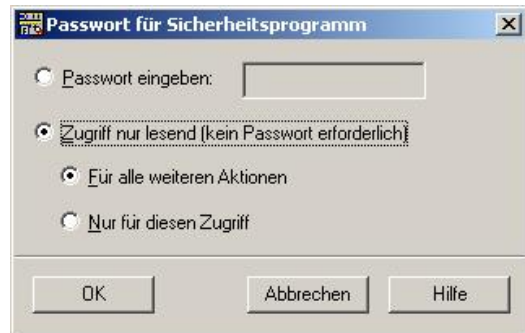 Passwort für Sicherheitsprogramm
Passwort eingeben:
Zugriff nur lesend (kein Passwort erforderlich)
Für alle weiteren Aktionen
Nur für diesen Zugriff
OK Abbrechen Hilfe